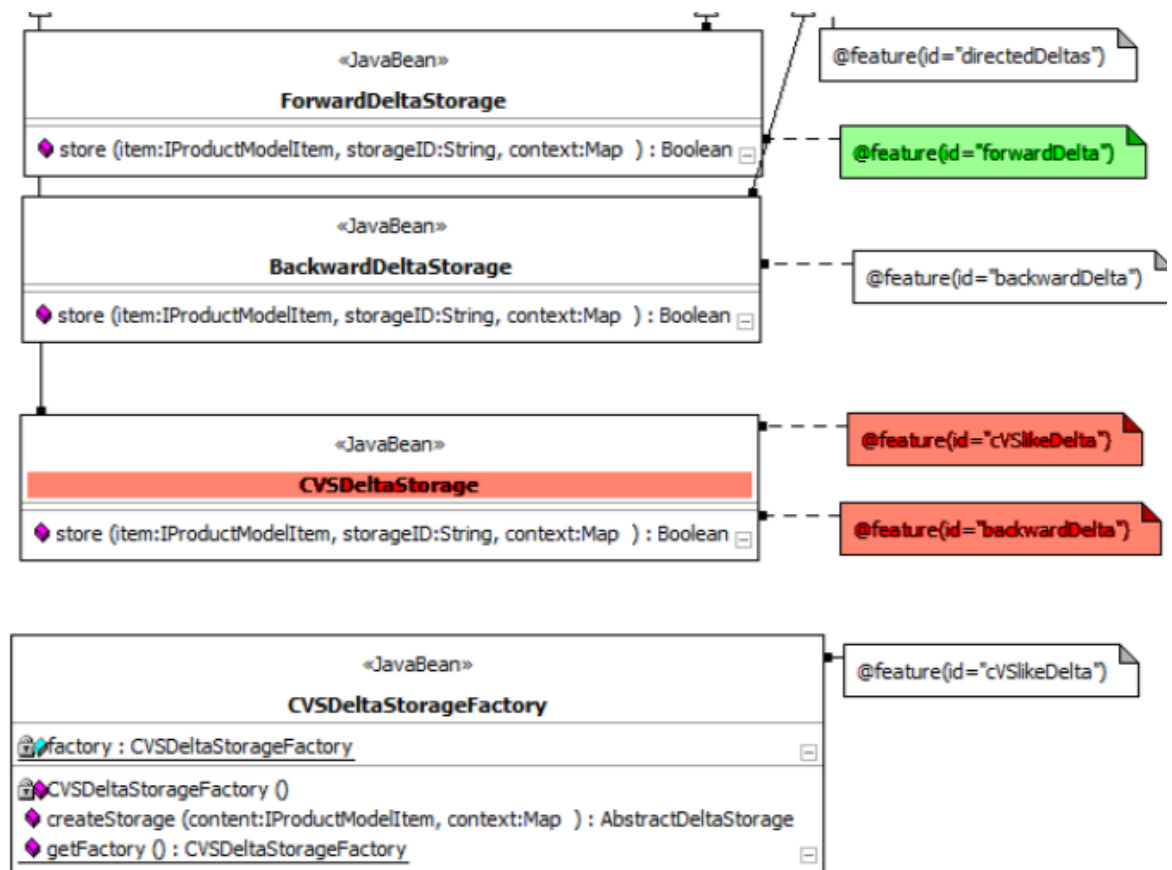 «JavaBean»
ForwardDeltaStorage
store (item:IProductModelItem, storageID:String, context:Map ) : Boolean
@feature(id="directedDeltas")
@feature(id="forwardDelta")
«JavaBean»
BackwardDeltaStorage
store (item:IProductModelItem, storageID:String, context:Map ) : Boolean
@feature(id="backwardDelta")
«JavaBean»
CVSDeltaStorage
store (item:IProductModelItem, storageID:String, context:Map ) : Boolean
@feature(id="cVSlikeDelta")
@feature(id="backwardDelta")
«JavaBean»
CVSDeltaStorageFactory
factory : CVSDeltaStorageFactory
CVSDeltaStorageFactory ()
createStorage (content:IProductModelItem, context:Map ) : AbstractDeltaStorage
getFactory () : CVSDeltaStorageFactory
@feature(id="cVSlikeDelta")